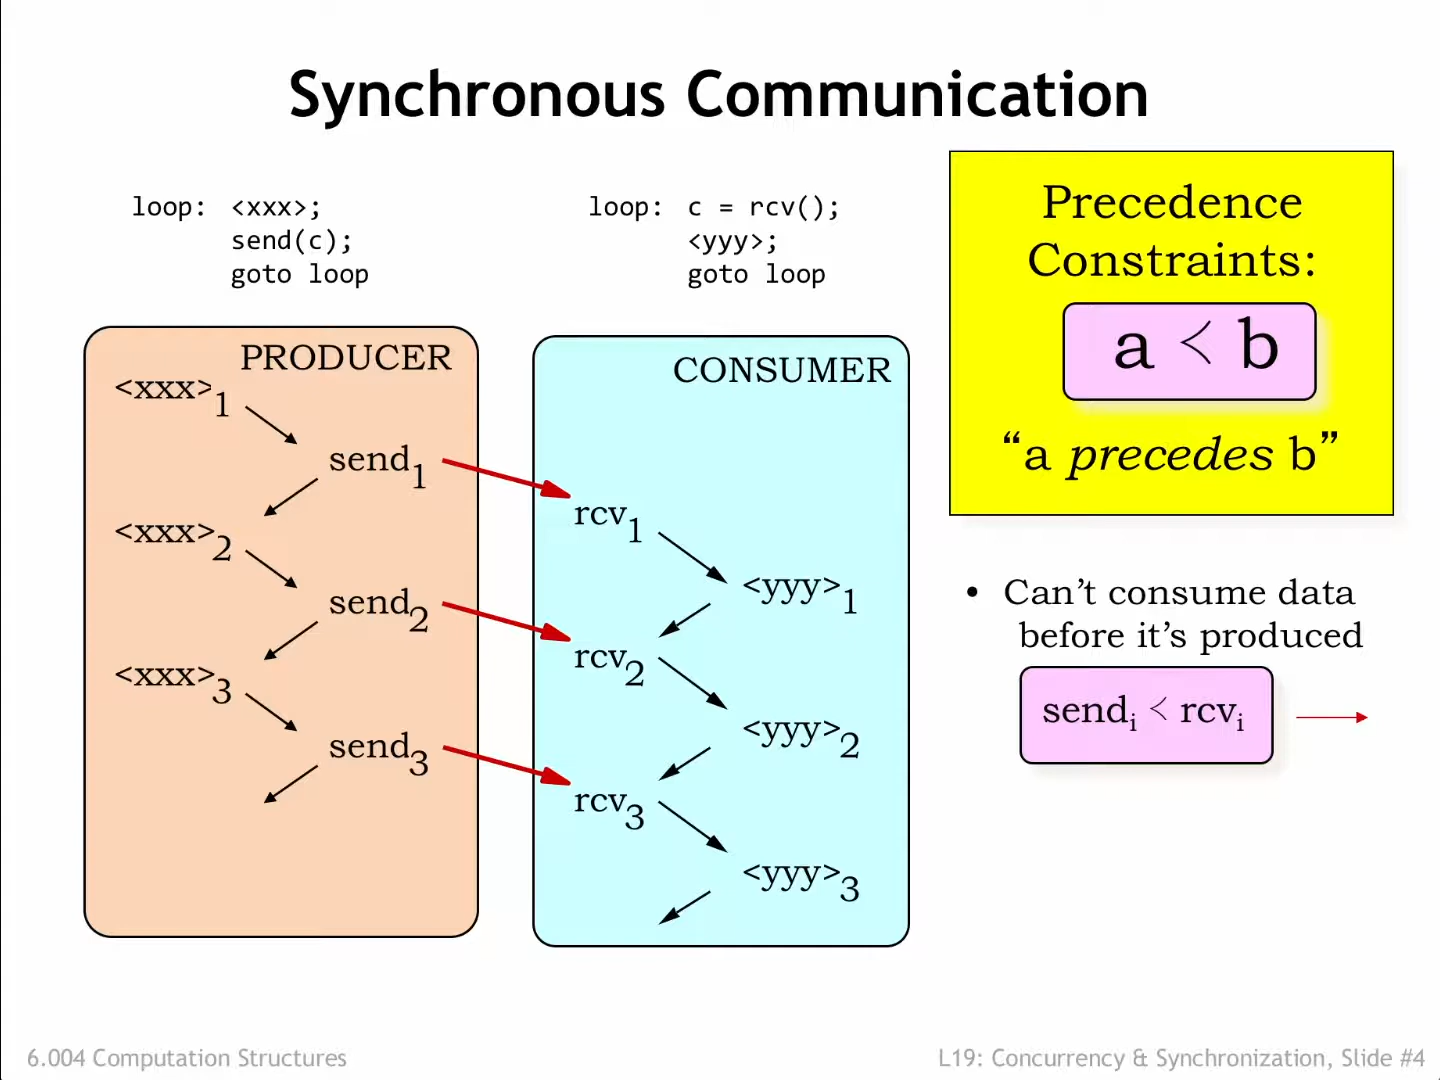 Synchronous Communication
loop: <xxx>;
send(c);
goto loop
loop: c = rcv();
<yyy>;
goto loop
PRODUCER
<xxx>1
send1
<xxx>2
send2
<xxx>3
send3
CONSUMER
rcv1
<yyy>1
rcv2
<yyy>2
rcv3
<yyy>3
Precedence
Constraints:
a ≺ b
“a precedes b”
• Can’t consume data
before it’s produced
sendi ≺ rcvi
6.004 Computation Structures
L19: Concurrency & Synchronization, Slide #4